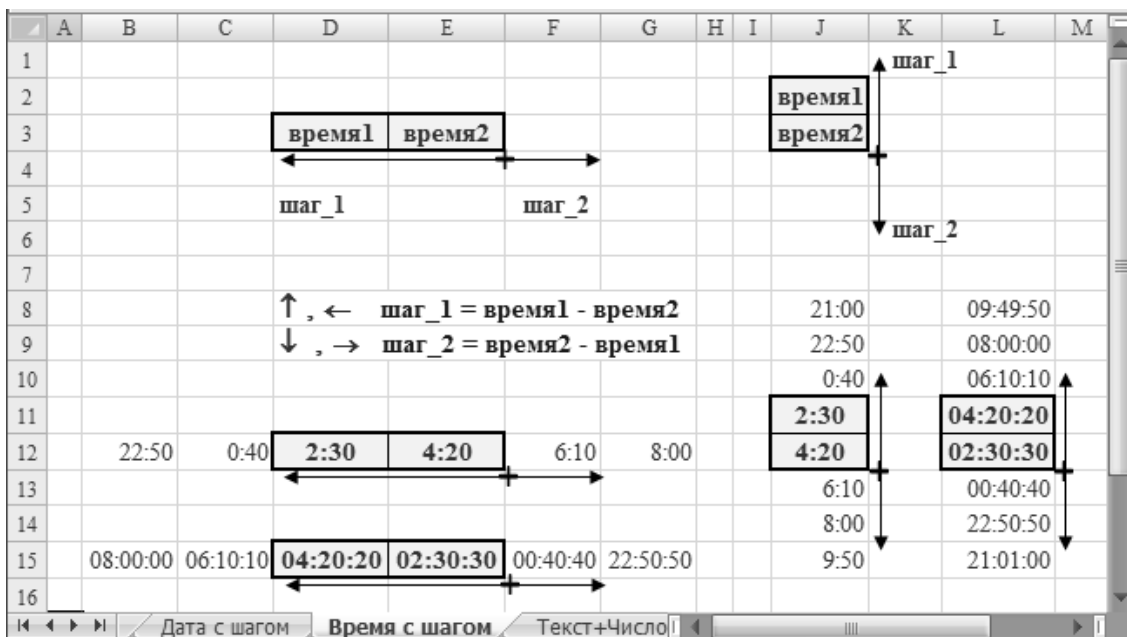 A B C D E F G H I J K L M
1 шаг_1
2 время1
3 время1 время2 время2
4
5 шаг_1 шаг_2
6 шаг_2
7
8 ↑ , ← шаг_1 = время1 - время2 21:00 09:49:50
9 ↓ , → шаг_2 = время2 - время1 22:50 08:00:00
10 0:40 06:10:10
11 2:30 04:20:20
12 22:50 0:40 2:30 4:20 6:10 8:00 4:20 02:30:30
13 6:10 00:40:40
14 8:00 22:50:50
15 08:00:00 06:10:10 04:20:20 02:30:30 00:40:40 22:50:50 9:50 21:01:00
16
Дата с шагом Время с шагом Текст+Число